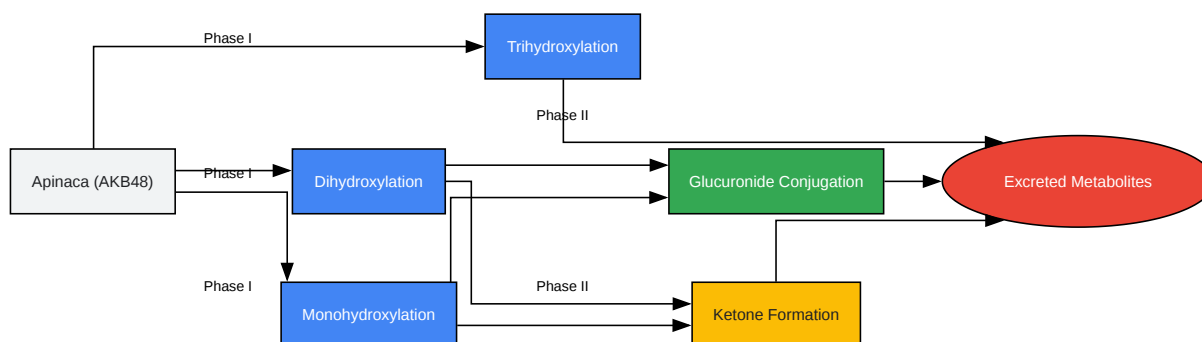 Phase I
Trihydroxylation
Phase II
Apinaca (AKB48)
Phase I
Dihydroxylation
Glucuronide Conjugation
Excreted Metabolites
Phase I
Monohydroxylation
Phase II
Ketone Formation